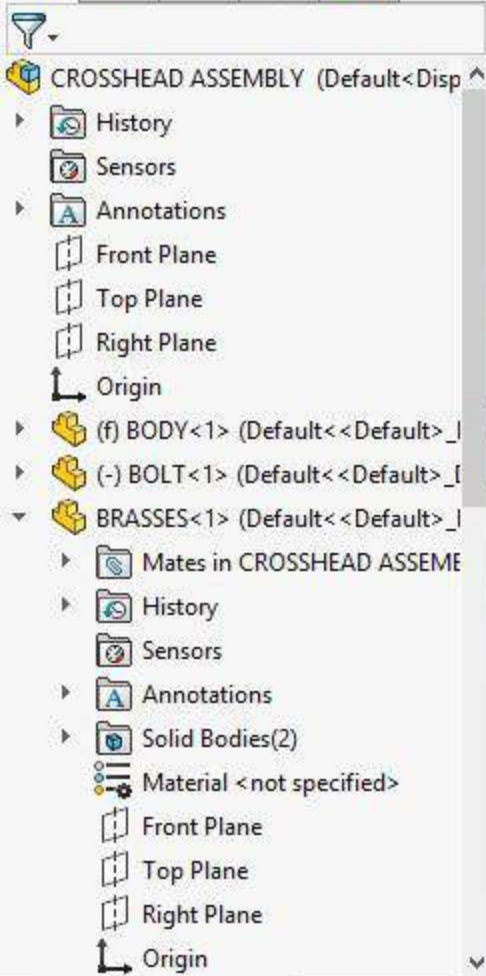 CROSSHEAD ASSEMBLY (Default<Disp
History
Sensors
Annotations
Front Plane
Top Plane
Right Plane
Origin
(f) BODY<1> (Default<<Default>_
(-) BOLT<1> (Default<<Default>_
BRASSES<1> (Default<<Default>_
Mates in CROSSHEAD ASSEME
History
Sensors
A Annotations
Solid Bodies(2)
Material <not specified>
Front Plane
Top Plane
Right Plane
Origin